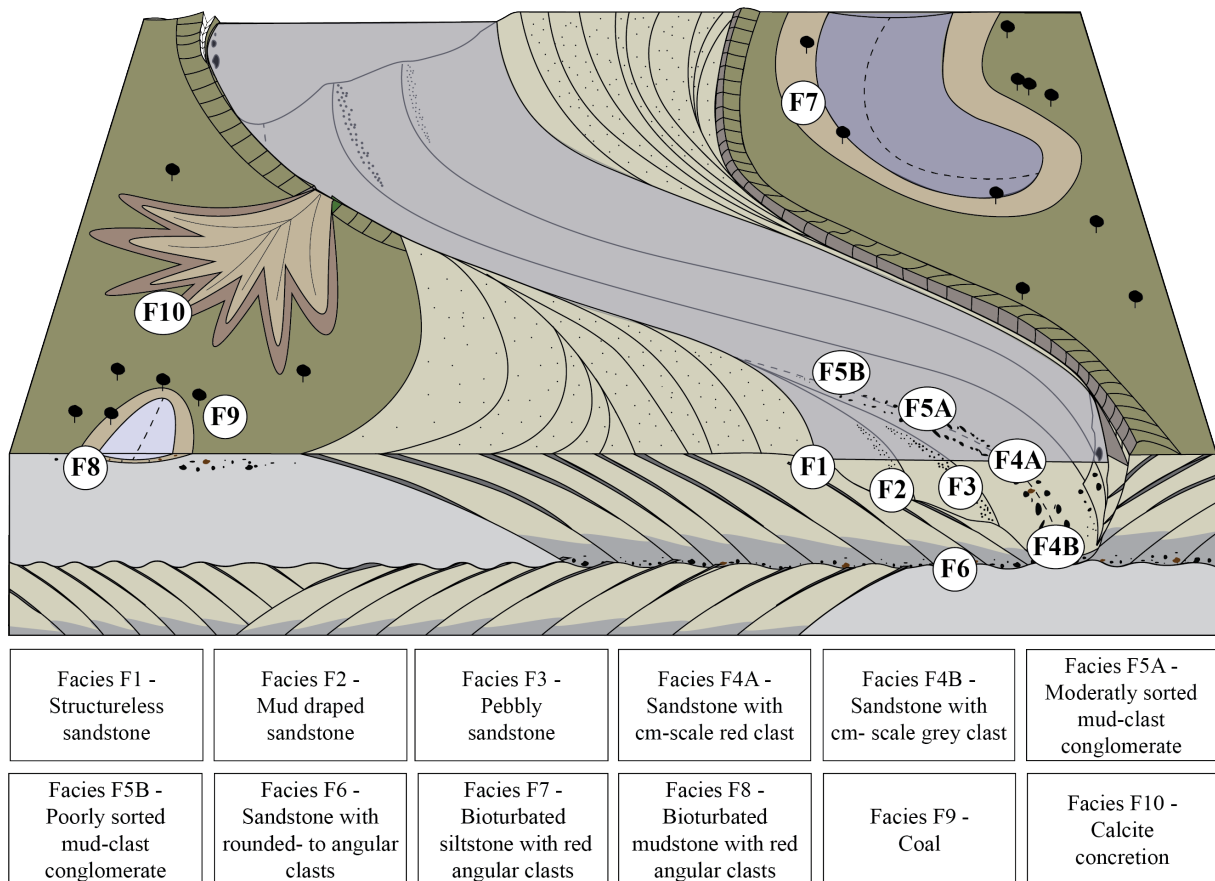 F7
F10
F5B
F5A
F9
F4A
F8
F1
F2
F3
F4B
F6
Facies F1 -
Structureless
sandstone
Facies F2 -
Mud draped
sandstone
Facies F3 -
Pebbly
sandstone
Facies F4A -
Sandstone with
cm-scale red clast
Facies F4B -
Sandstone with
cm- scale grey clast
Facies F5A -
Moderatly sorted
mud-clast
conglomerate
Facies F5B -
Poorly sorted
mud-clast
conglomerate
Facies F6 -
Sandstone with
rounded- to angular
clasts
Facies F7 -
Bioturbated
siltstone with red
angular clasts
Facies F8 -
Bioturbated
mudstone with red
angular clasts
Facies F9 -
Coal
Facies F10 -
Calcite
concretion